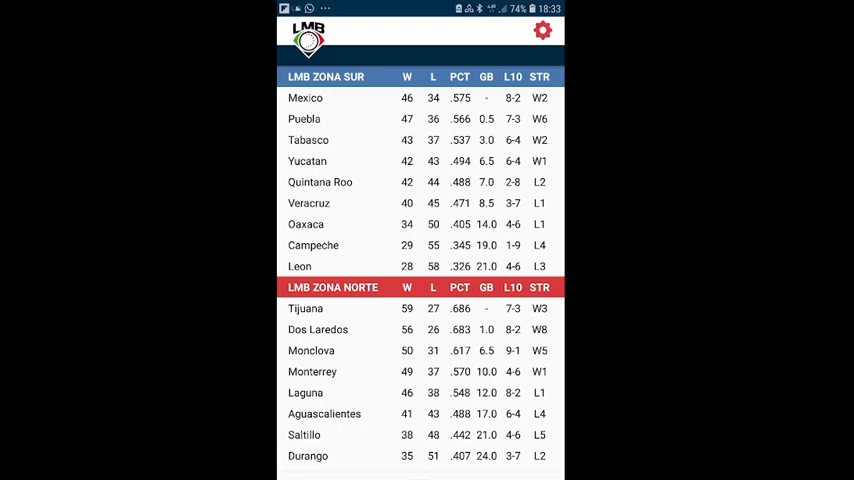 74% 18:33
LMB
LMB ZONA SUR W L PCT GB L10 STR
Mexico 46 34 .575 - 8-2 W2
Puebla 47 36 .566 0.5 7-3 W6
Tabasco 43 37 .537 3.0 6-4 W2
Yucatan 42 43 .494 6.5 6-4 W1
Quintana Roo 42 44 .488 7.0 2-8 L2
Veracruz 40 45 .471 8.5 3-7 L1
Oaxaca 34 50 .405 14.0 4-6 L1
Campeche 29 55 .345 19.0 1-9 L4
Leon 28 58 .326 21.0 4-6 L3
LMB ZONA NORTE W L PCT GB L10 STR
Tijuana 59 27 .686 - 7-3 W3
Dos Laredos 56 26 .683 1.0 8-2 W8
Monclova 50 31 .617 6.5 9-1 W5
Monterrey 49 37 .570 10.0 4-6 W1
Laguna 46 38 .548 12.0 8-2 L1
Aguascalientes 41 43 .488 17.0 6-4 L4
Saltillo 38 48 .442 21.0 4-6 L5
Durango 35 51 .407 24.0 3-7 L2